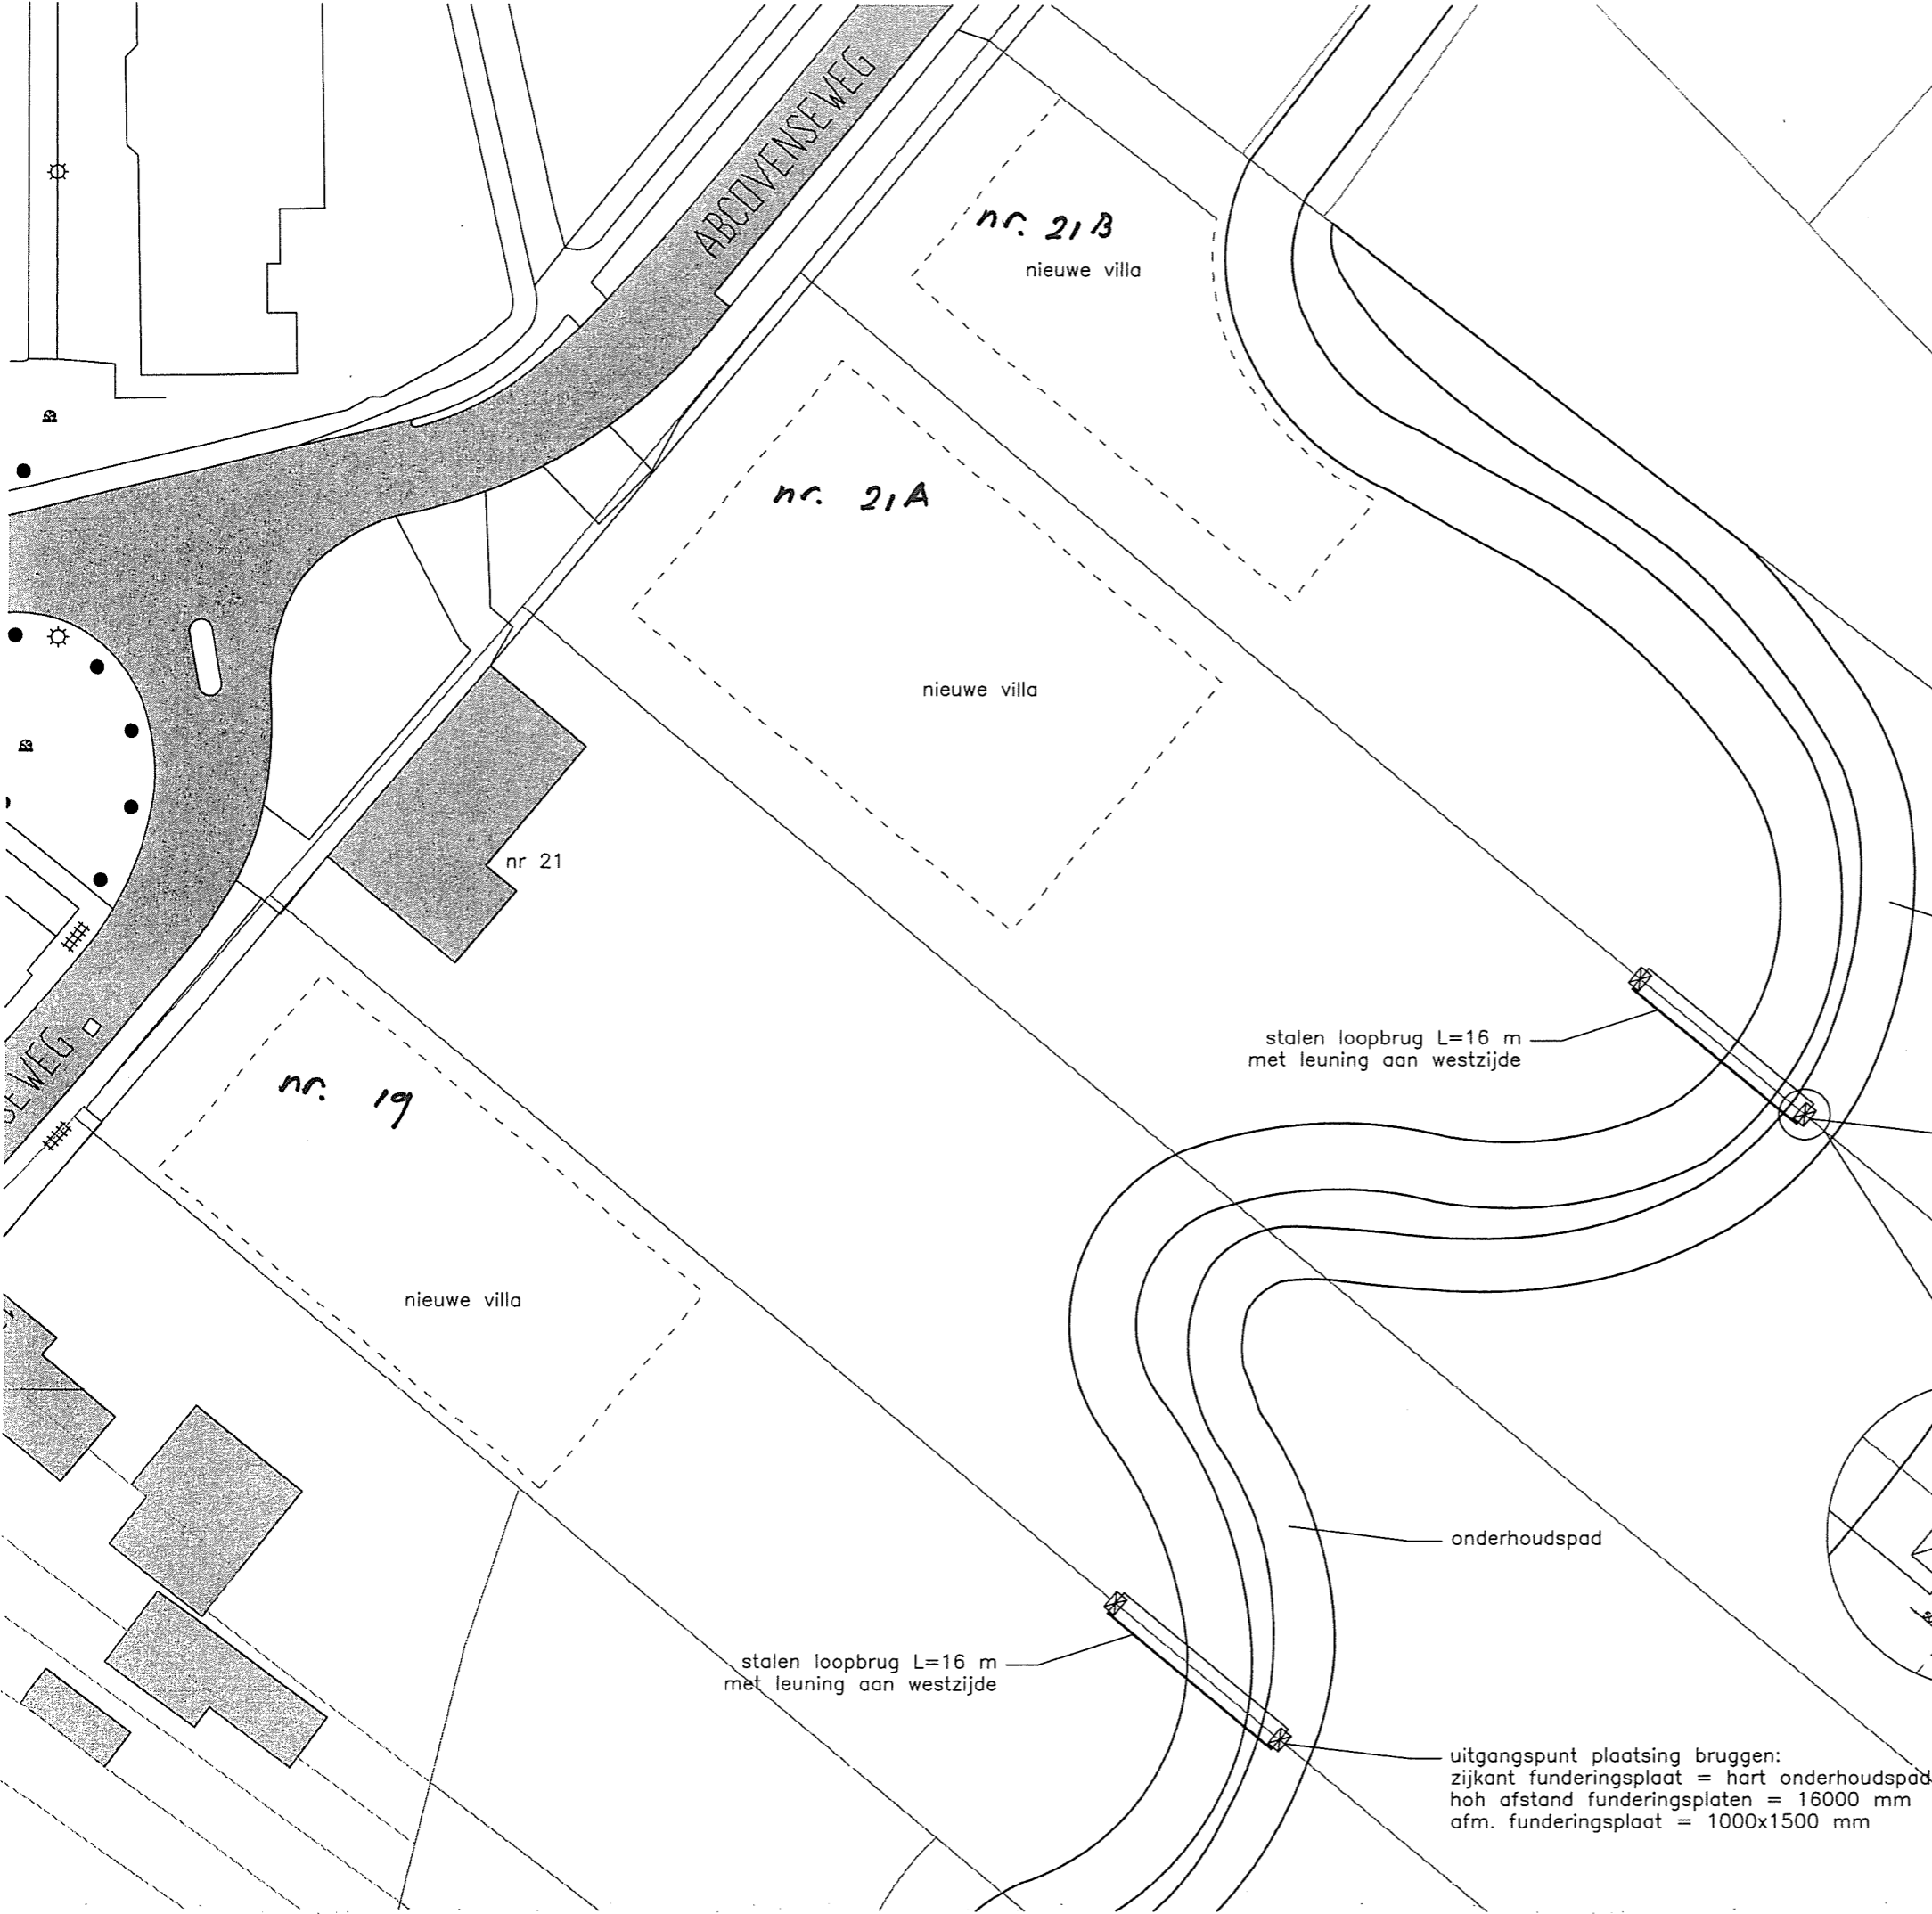 ABCOVENSEWEG
nr. 21B
nieuwe villa
nr. 21A
nieuwe villa
nr 21
stalen loopbrug L=16 m
met leuning aan westzijde
WEG
nr. 19
nieuwe villa
onderhoudspad
stalen loopbrug L=16 m
met leuning aan westzijde
uitgangspunt plaatsing bruggen:
zijkant funderingsplaat = hart onderhoudspad
hoh afstand funderingsplaten = 16000 mm
afm. funderingsplaat = 1000x1500 mm